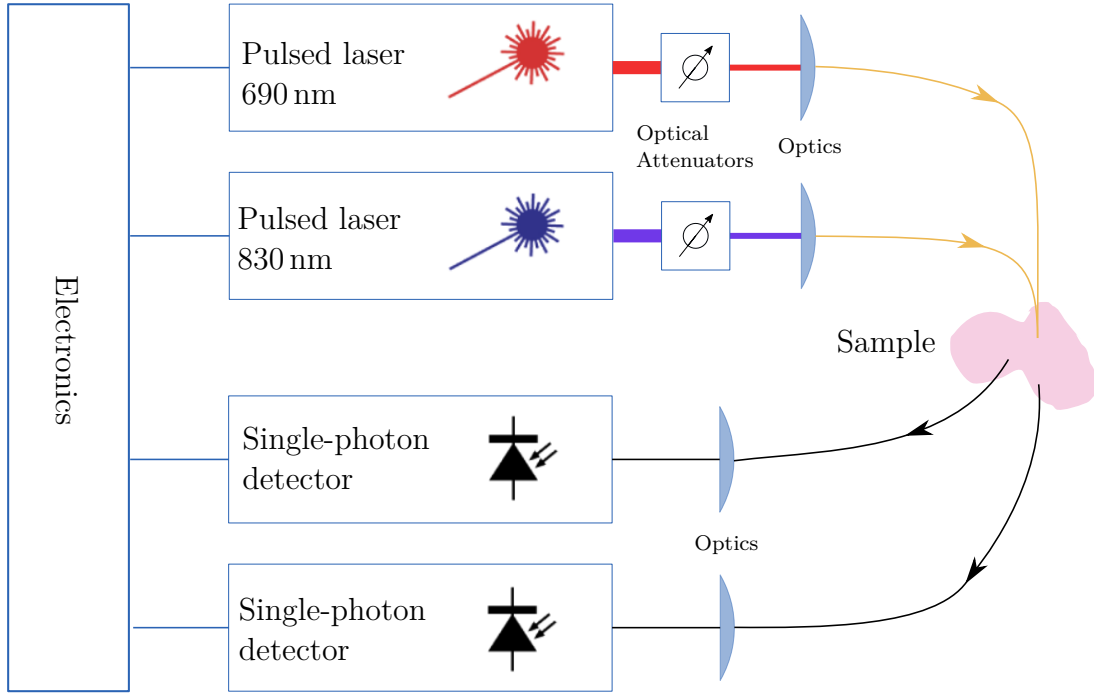 Electronics
Pulsed laser
690 nm
Optical
Attenuators
Optics
Pulsed laser
830 nm
Sample
Single-photon
detector
Optics
Single-photon
detector